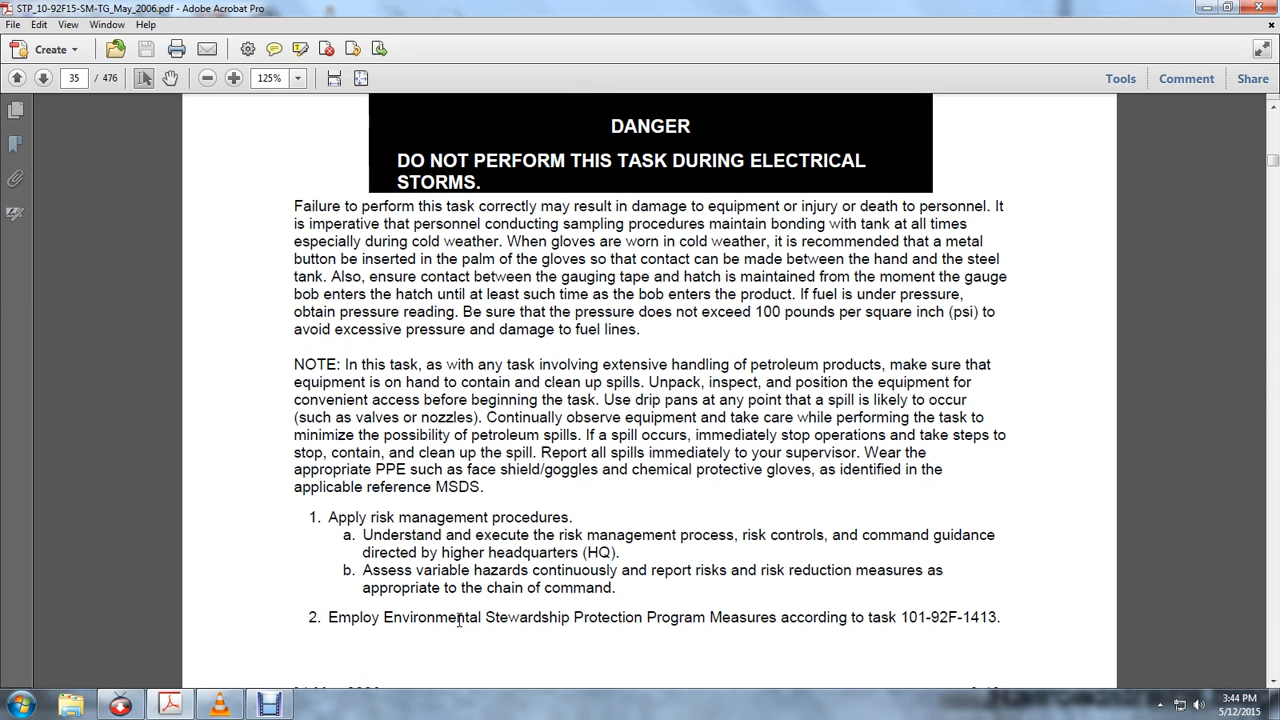 STP_10-92F15-SM-TG_May_2006.pdf - Adobe Acrobat Pro
File Edit View Window Help
Create
35 / 476 125% Tools Comment Share
DANGER
DO NOT PERFORM THIS TASK DURING ELECTRICAL
STORMS.
Failure to perform this task correctly may result in damage to equipment or injury or death to personnel. It
is imperative that personnel conducting sampling procedures maintain bonding with tank at all times
especially during cold weather. When gloves are worn in cold weather, it is recommended that a metal
button be inserted in the palm of the gloves so that contact can be made between the hand and the steel
tank. Also, ensure contact between the gauging tape and hatch is maintained from the moment the gauge
bob enters the hatch until at least such time as the bob enters the product. If fuel is under pressure,
obtain pressure reading. Be sure that the pressure does not exceed 100 pounds per square inch (psi) to
avoid excessive pressure and damage to fuel lines.
NOTE: In this task, as with any task involving extensive handling of petroleum products, make sure that
equipment is on hand to contain and clean up spills. Unpack, inspect, and position the equipment for
convenient access before beginning the task. Use drip pans at any point that a spill is likely to occur
(such as valves or nozzles). Continually observe equipment and take care while performing the task to
minimize the possibility of petroleum spills. If a spill occurs, immediately stop operations and take steps to
stop, contain, and clean up the spill. Report all spills immediately to your supervisor. Wear the
appropriate PPE such as face shield/goggles and chemical protective gloves, as identified in the
applicable reference MSDS.
1. Apply risk management procedures.
a. Understand and execute the risk management process, risk controls, and command guidance
directed by higher headquarters (HQ).
b. Assess variable hazards continuously and report risks and risk reduction measures as
appropriate to the chain of command.
2. Employ Environmental Stewardship Protection Program Measures according to task 101-92F-1413.
3:44 PM
5/12/2015